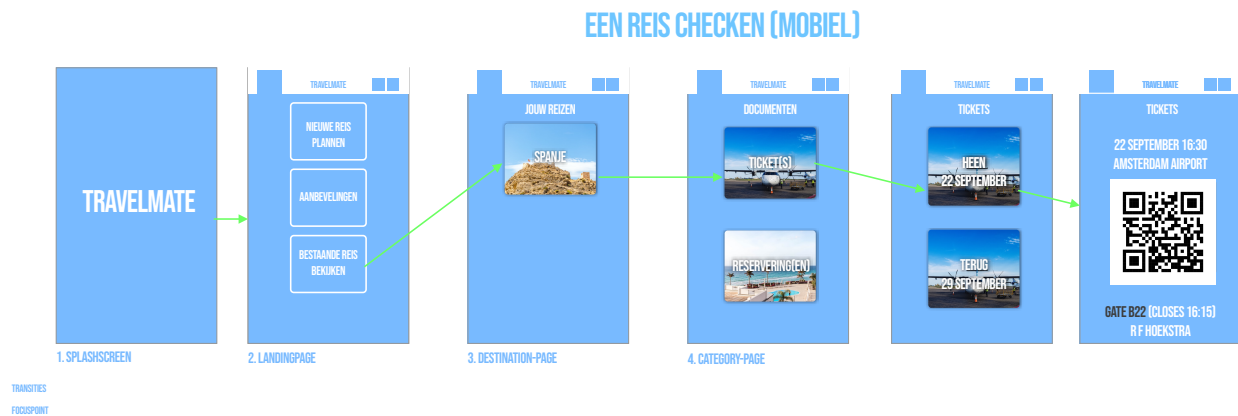 EEN REIS CHECKEN (MOBIEL)
TRAVELMATE
1. SPLASHSCREEN
TRAVELMATE
NIEUWE REIS
PLANNEN
AANBEVELINGEN
BESTAANDE REIS
BEKIJKEN
2. LANDINGPAGE
TRAVELMATE
JOUW REIZEN
SPANJE
3. DESTINATION-PAGE
TRAVELMATE
DOCUMENTEN
TICKET(S)
RESERVERING(EN)
4. CATEGORY-PAGE
TRAVELMATE
TICKETS
HEEN
22 SEPTEMBER
TERUG
29 SEPTEMBER
TRAVELMATE
TICKETS
22 SEPTEMBER 16:30
AMSTERDAM AIRPORT
GATE B22 (CLOSES 16:15)
R F HOEKSTRA
TRANSITIES
FOCUSPOINT